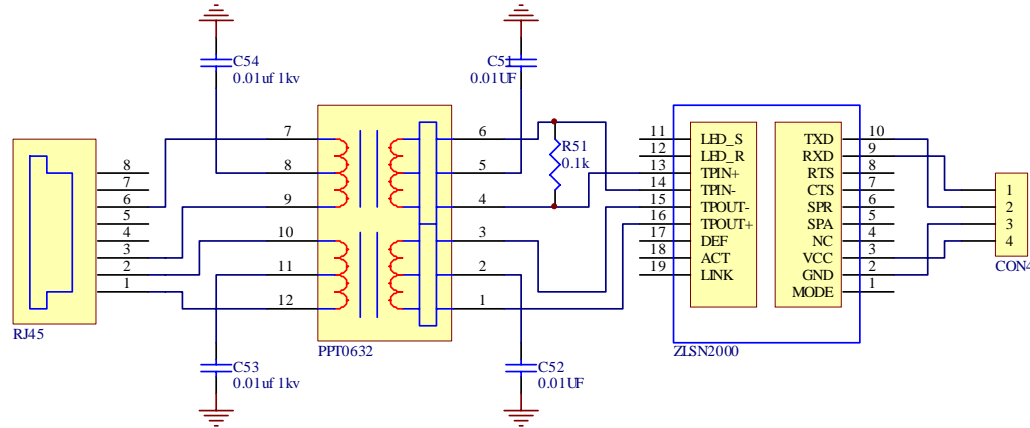 C54
0.01uf 1kv
C51
0.01UF
7
8
9
10
11
12
6
5
4
3
2
1
R51
0.1k
8
7
6
5
4
3
2
1
RJ45
PPT0632
C53
0.01uf 1kv
C52
0.01UF
11 LED_S
12 LED_R
13 TPIN+
14 TPIN-
15 TPOUT-
16 TPOUT+
17 DEF
18 ACT
19 LINK
TXD 10
RXD 9
RTS 8
CTS 7
SPR 6
SPA 5
NC 4
VCC 3
GND 2
MODE 1
ZLSN2000
1
2
3
4
CON4